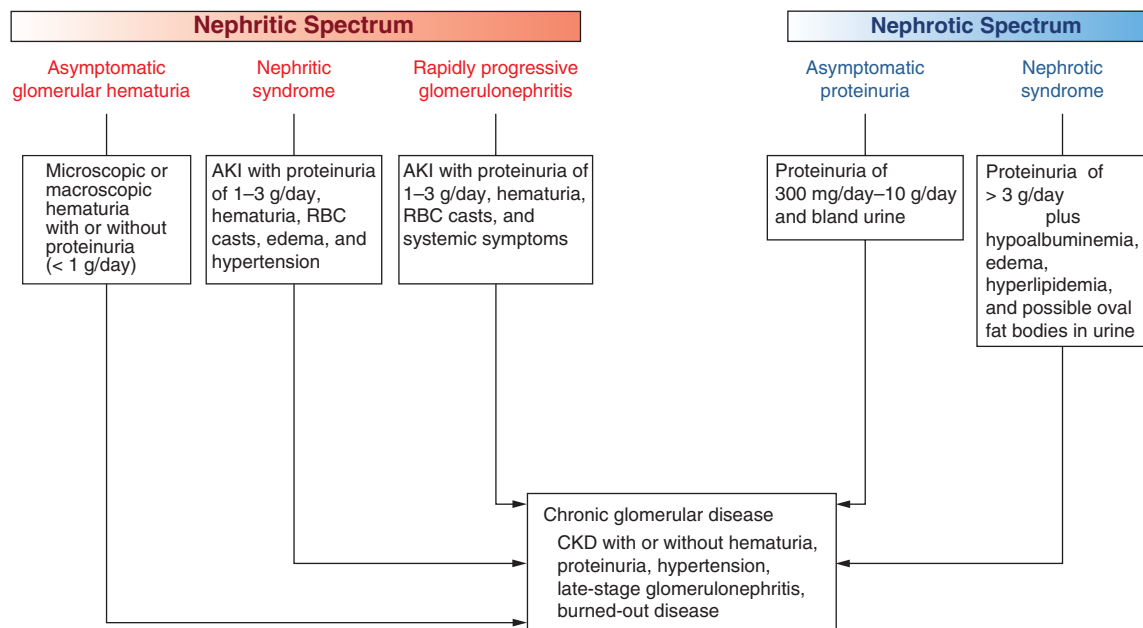 Nephritic Spectrum
Asymptomatic
glomerular hematuria
Nephritic
syndrome
Rapidly progressive
glomerulonephritis
Microscopic or
macroscopic
hematuria
with or without
proteinuria
(< 1 g/day)
AKI with proteinuria
of 1–3 g/day,
hematuria, RBC
casts, edema, and
hypertension
AKI with proteinuria of
1–3 g/day, hematuria,
RBC casts, and
systemic symptoms
Nephrotic Spectrum
Asymptomatic
proteinuria
Nephrotic
syndrome
Proteinuria of
300 mg/day–10 g/day
and bland urine
Proteinuria of
> 3 g/day
plus
hypoalbuminemia,
edema,
hyperlipidemia,
and possible oval
fat bodies in urine
Chronic glomerular disease
CKD with or without hematuria,
proteinuria, hypertension,
late-stage glomerulonephritis,
burned-out disease